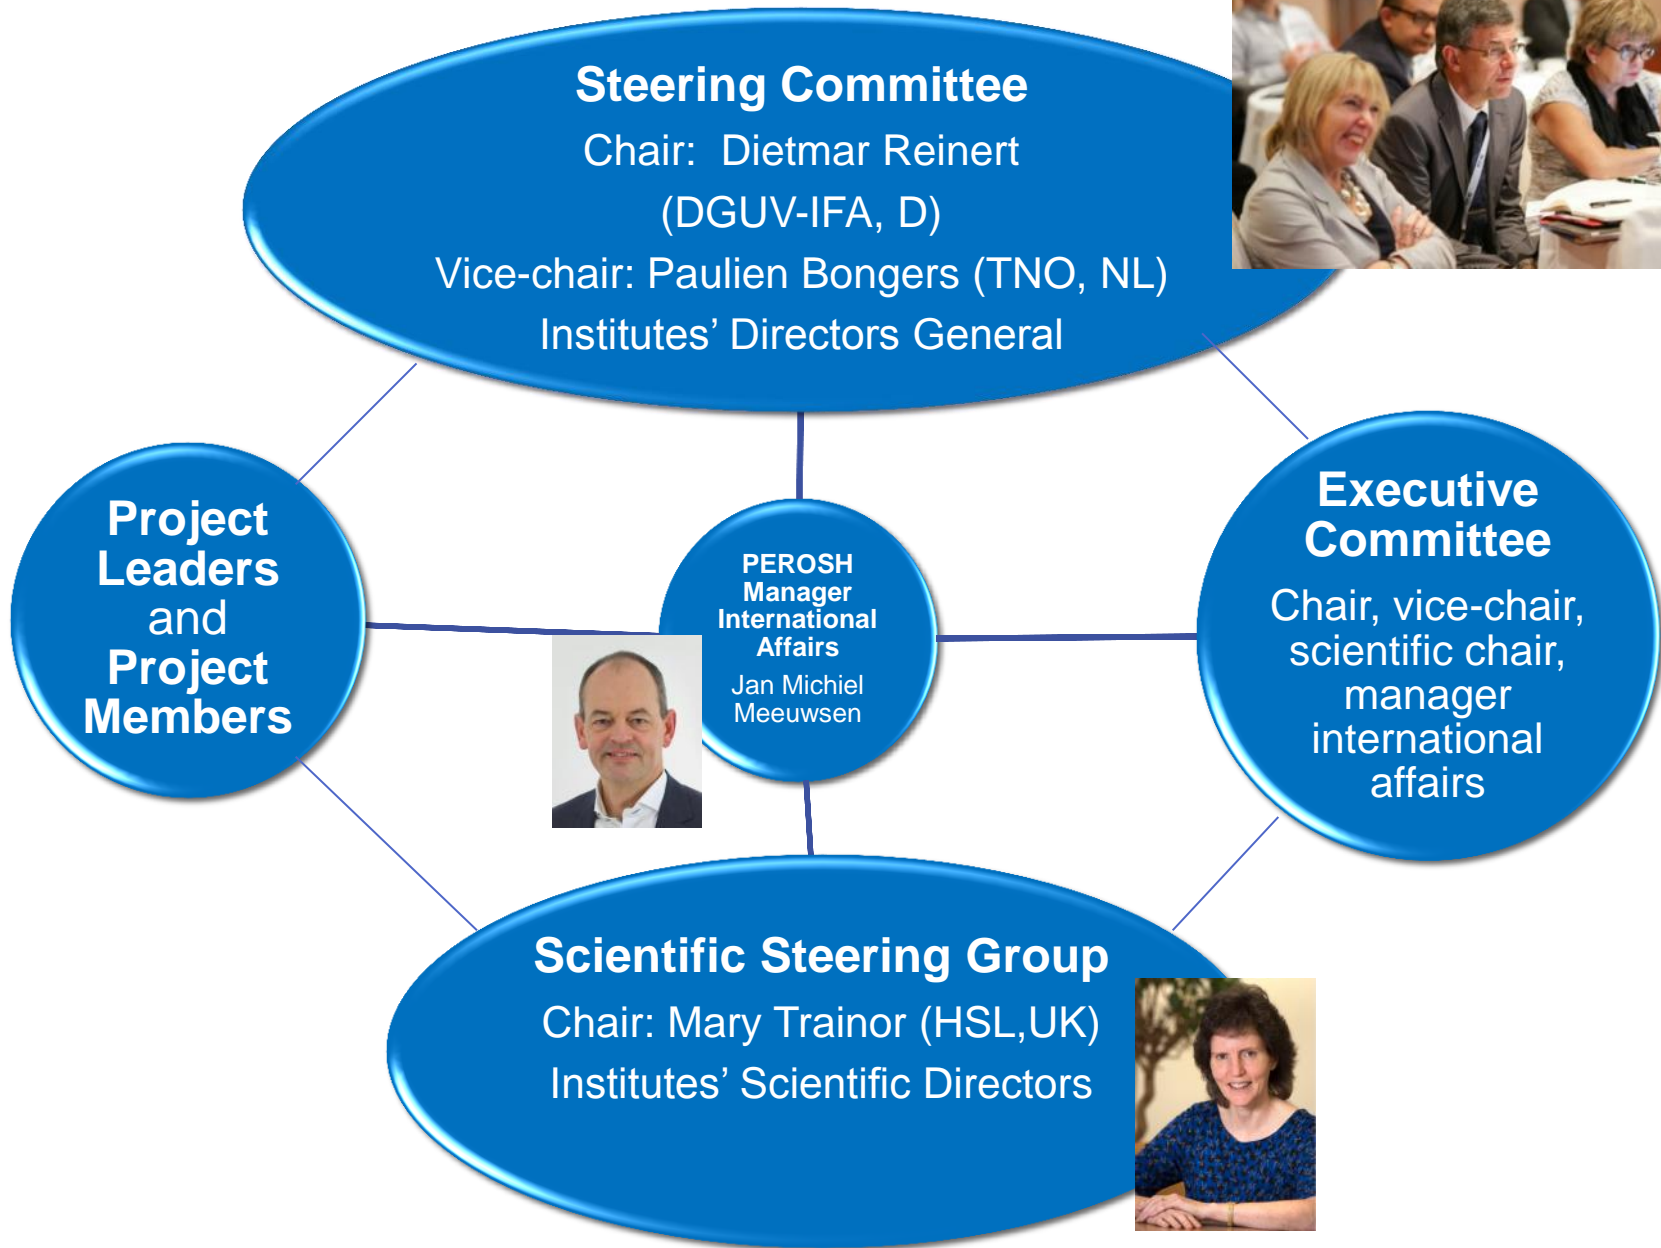 Steering Committee
Chair:  Dietmar Reinert
(DGUV-IFA, D)
Vice-chair: Paulien Bongers (TNO, NL)
Institutes’ Directors General
Project
Leaders
and
Project
Members
PEROSH
Manager
International
Affairs
Jan Michiel
Meeuwsen
Executive
Committee
Chair, vice-chair,
scientific chair,
manager
international
affairs
Scientific Steering Group
Chair: Mary Trainor (HSL,UK)
Institutes’ Scientific Directors